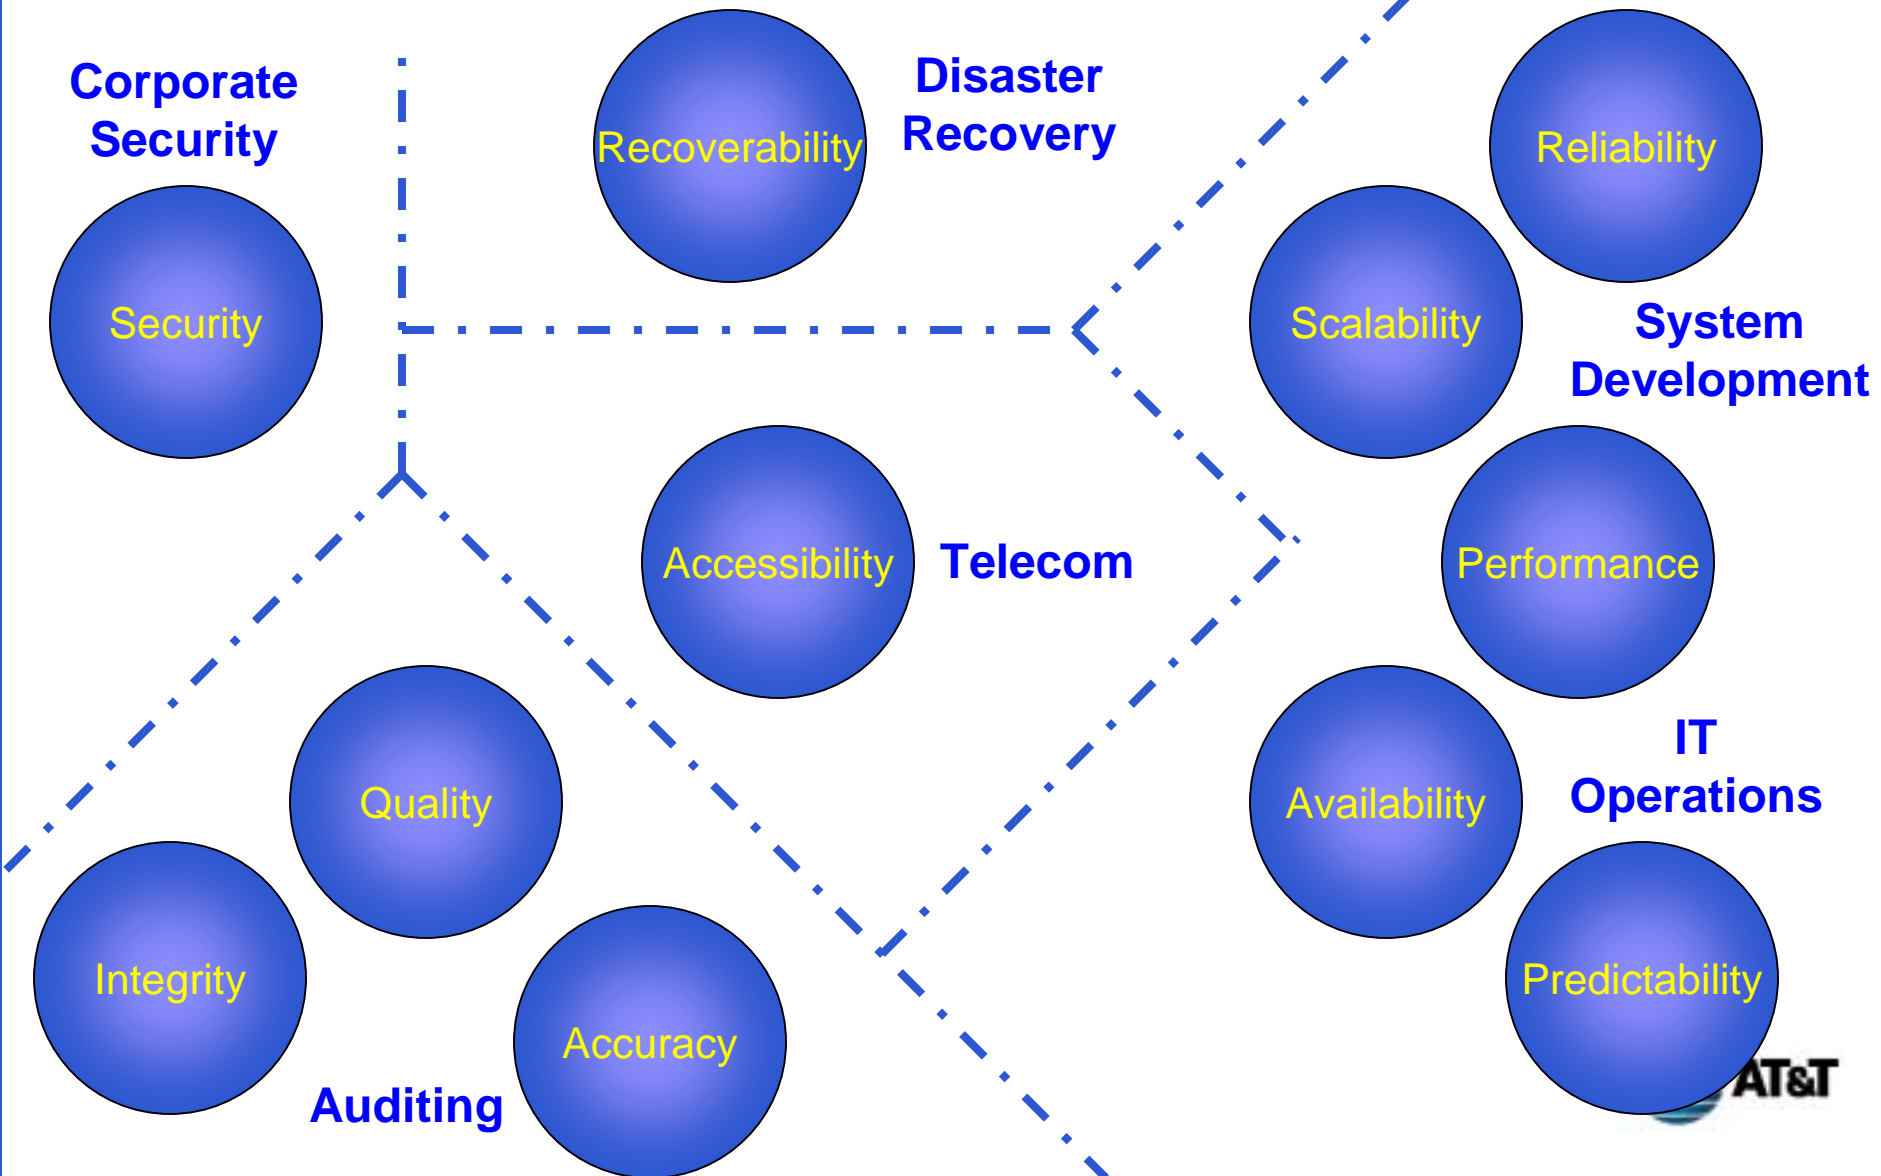 Corporate
Security
Security
Recoverability
Disaster
Recovery
Reliability
Scalability
System
Development
Accessibility
Telecom
Performance
Quality
Availability
IT
Operations
Integrity
Accuracy
Auditing
Predictability
AT&T